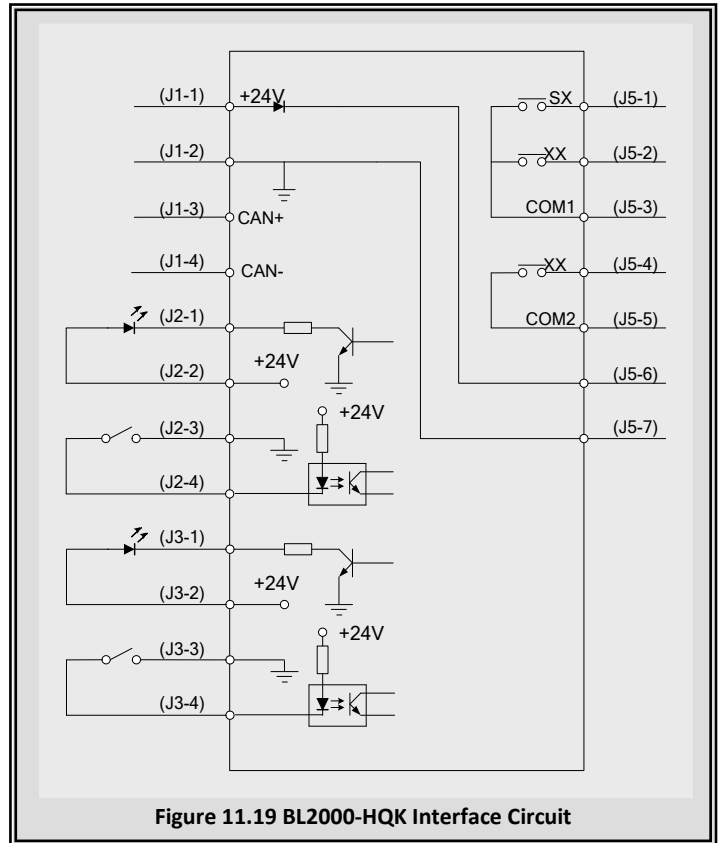 (J1-1) +24V SX (J5-1)
(J1-2) XX (J5-2)
(J1-3) CAN+ COM1 (J5-3)
(J1-4) CAN- XX (J5-4)
(J2-1) COM2 (J5-5)
(J2-2) +24V (J5-6)
(J2-3) +24V (J5-7)
(J2-4)
(J3-1)
(J3-2) +24V
(J3-3) +24V
(J3-4)
Figure 11.19 BL2000-HQK Interface Circuit